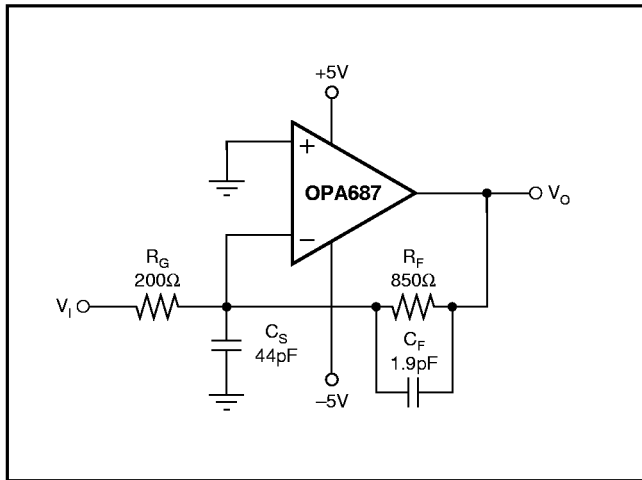 +5V
+
OPA687
V_O
−
R_G
200Ω
R_F
850Ω
V_I
C_S
44pF
C_F
1.9pF
−5V